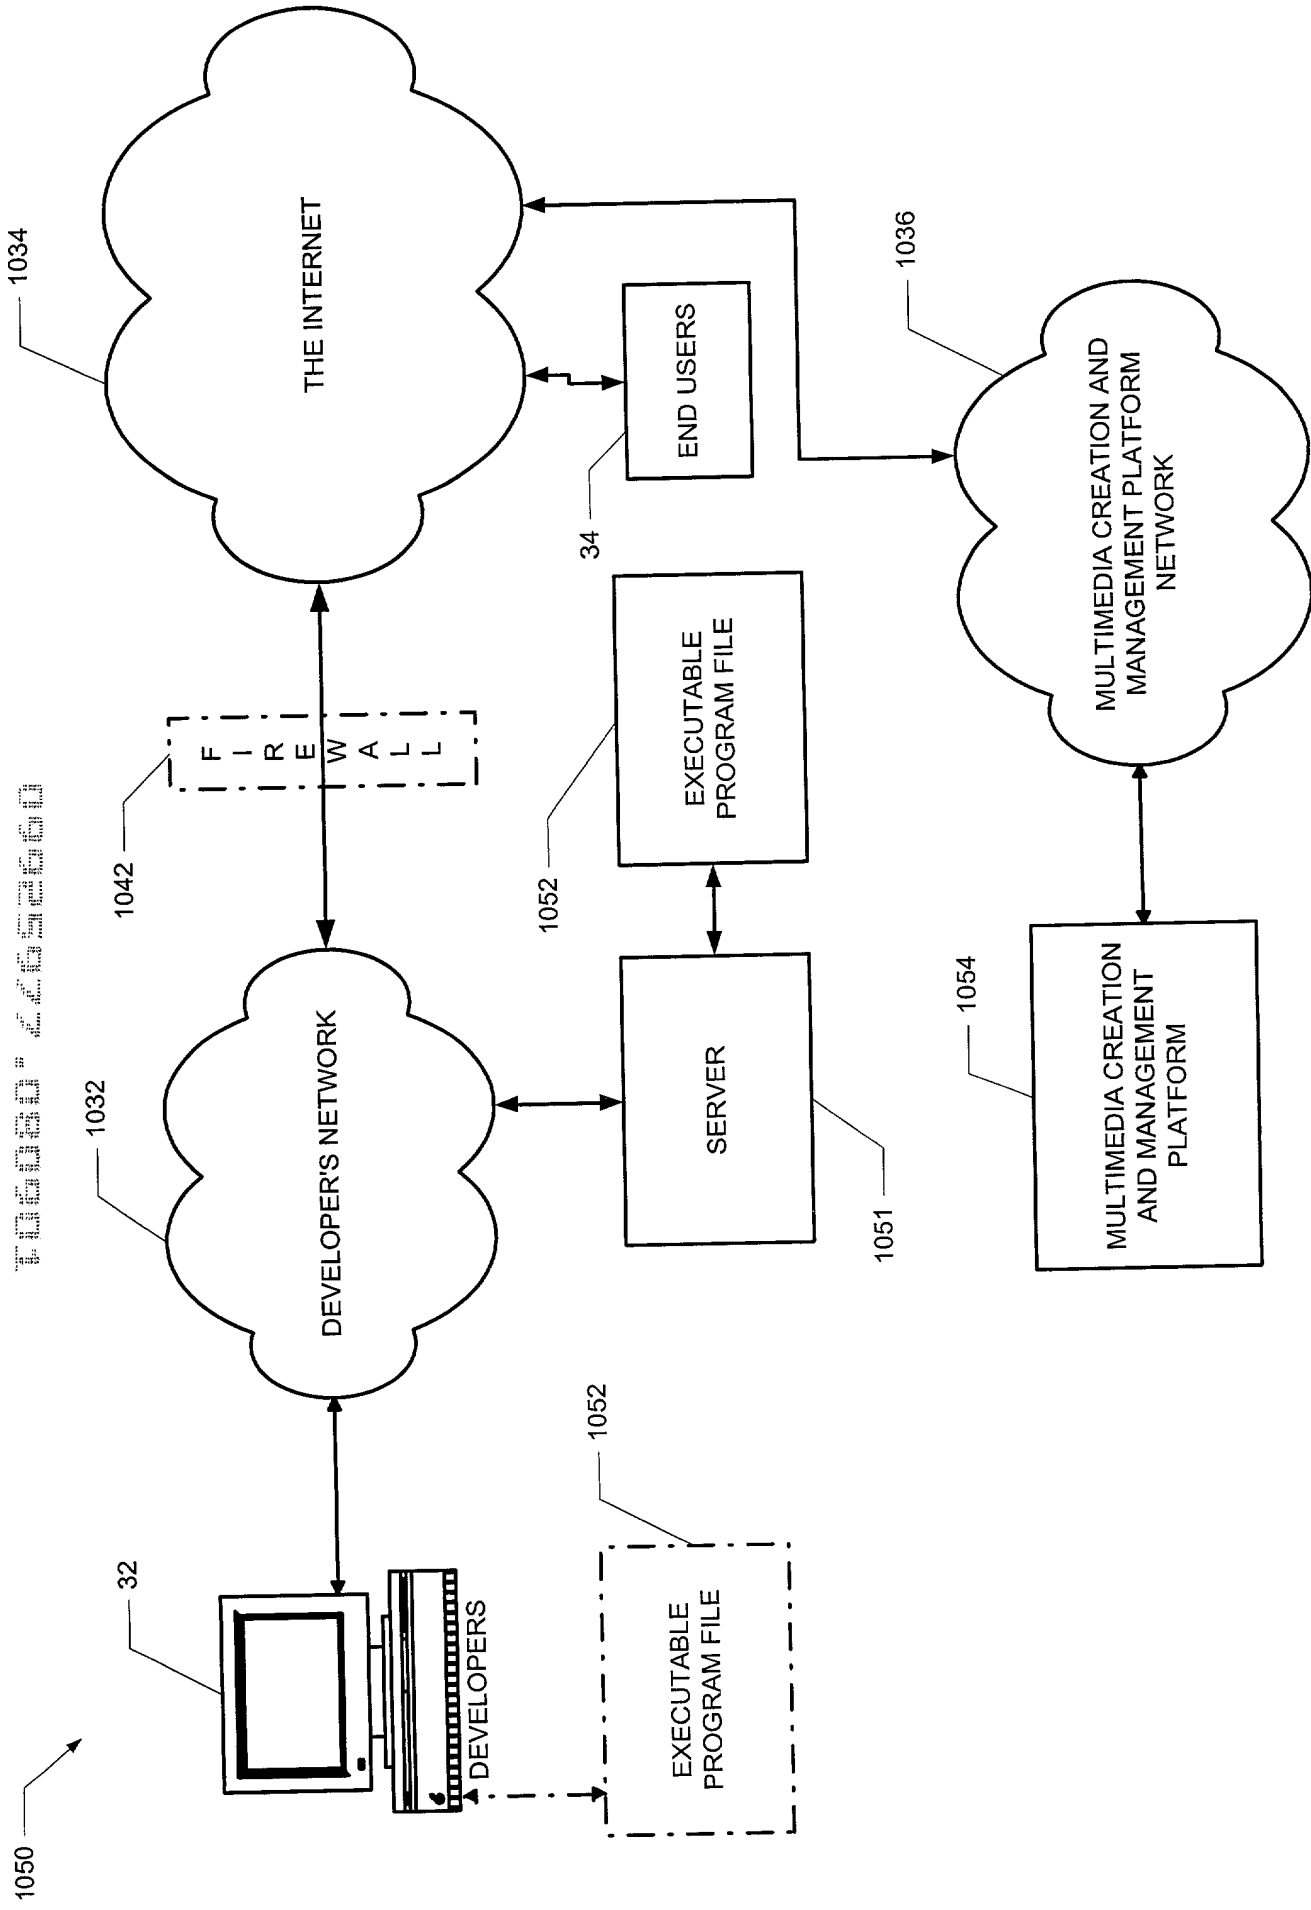 1050
32
DEVELOPERS
1052
EXECUTABLE
PROGRAM FILE
1032
DEVELOPER'S NETWORK
1042
FIREWALL
1034
THE INTERNET
SERVER
1051
1052
EXECUTABLE
PROGRAM FILE
34
END USERS
1054
MULTIMEDIA CREATION
AND MANAGEMENT
PLATFORM
1036
MULTIMEDIA CREATION AND
MANAGEMENT PLATFORM
NETWORK